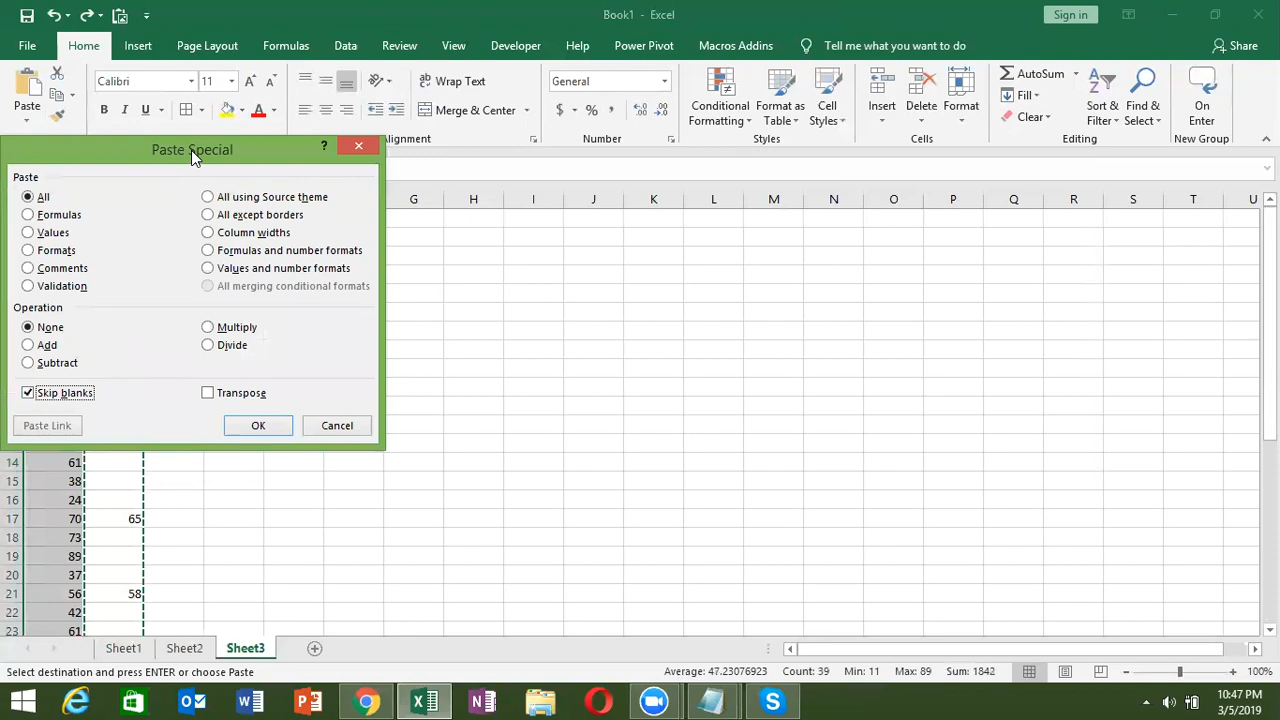 Book1 - Excel
Sign in
File Home Insert Page Layout Formulas Data Review View Developer Help Power Pivot Macros Addins Tell me what you want to do Share
Paste
Calibri 11
B I U
Wrap Text
Merge & Center
General
$ % ,
Conditional Formatting
Format as Table
Cell Styles
Insert
Delete
Format
AutoSum
Fill
Clear
Sort & Filter
Find & Select
On Enter
Alignment
Number
Styles
Cells
Editing
Paste Special
?
Paste
All
All using Source theme
Formulas
All except borders
Values
Column widths
Formats
Formulas and number formats
Comments
Values and number formats
Validation
All merging conditional formats
Operation
None
Multiply
Add
Divide
Subtract
Skip blanks
Transpose
Paste Link
OK
Cancel
G H I J K L M N O P Q R S T U
14 61
15 38
16 24
17 70 65
18 73
19 89
20 37
21 56 58
22 42
23 61
Sheet1 Sheet2 Sheet3
Select destination and press ENTER or choose Paste
Average: 47.23076923 Count: 39 Min: 11 Max: 89 Sum: 1842
100%
10:47 PM
3/5/2019